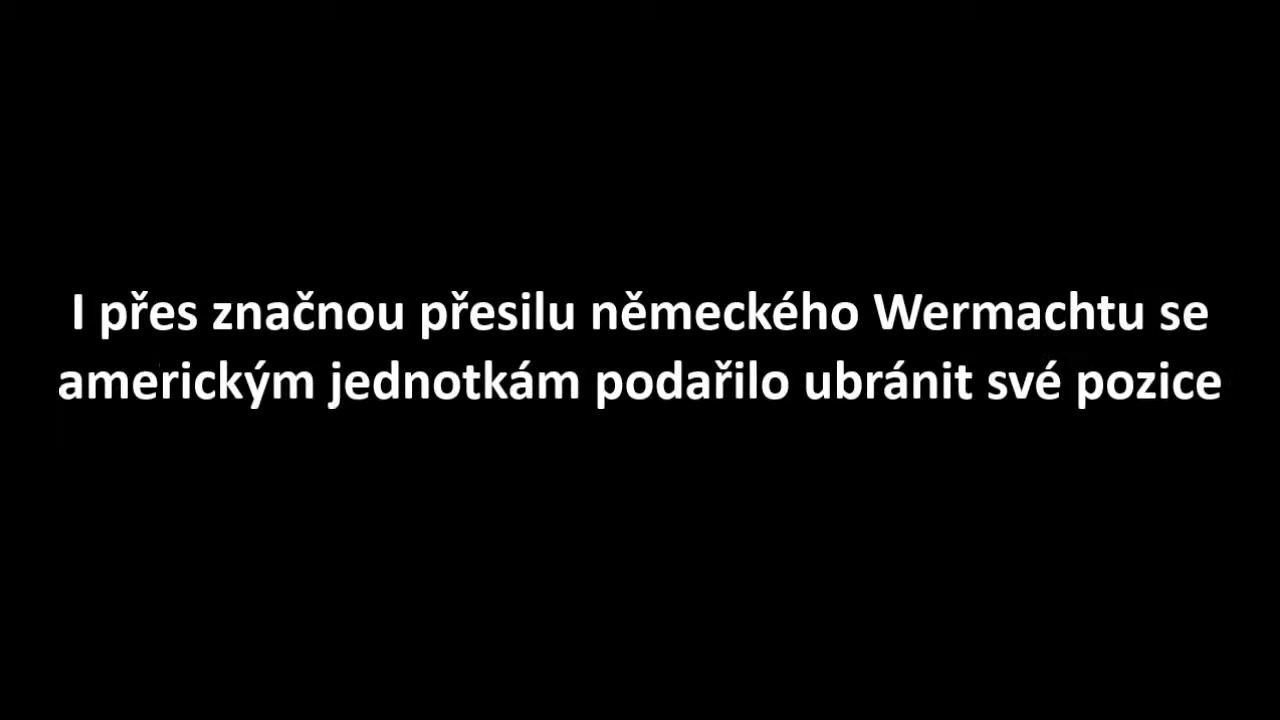 I přes značnou přesilu německého Wermachtu se
americkým jednotkám podařilo ubránit své pozice